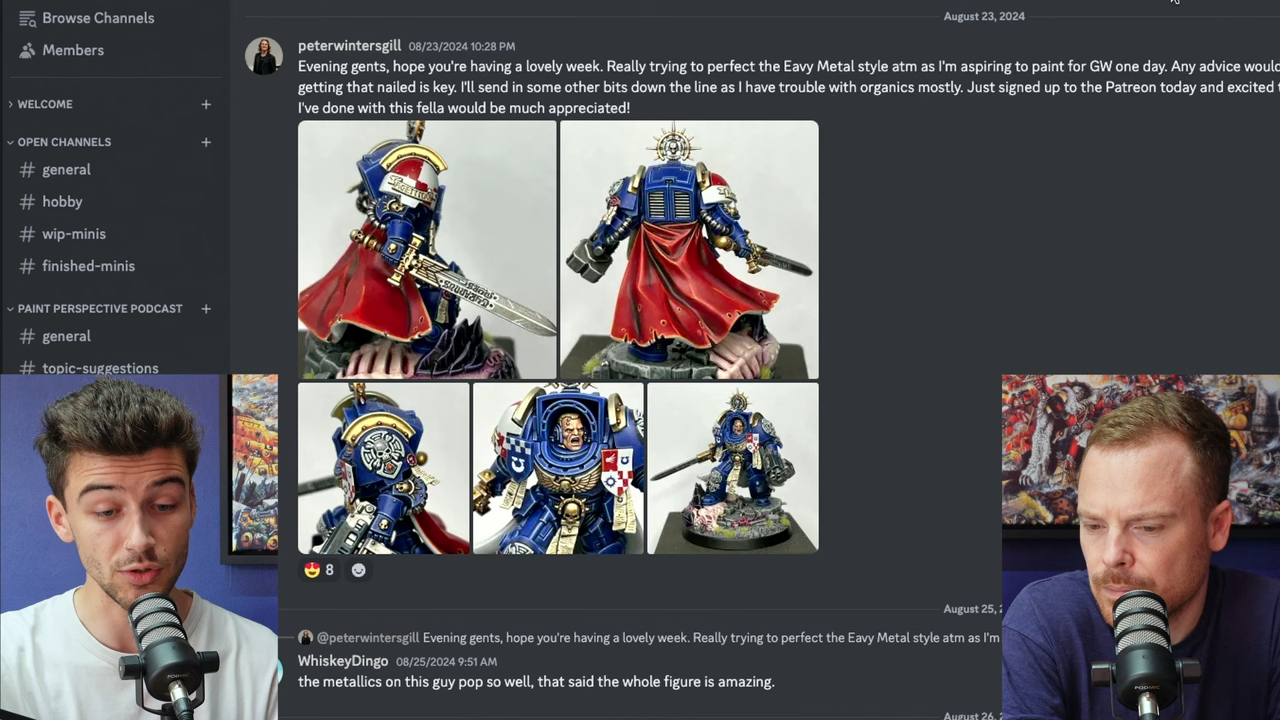 Browse Channels
Members
WELCOME
OPEN CHANNELS
# general
# hobby
# wip-minis
# finished-minis
PAINT PERSPECTIVE PODCAST
# general
# topic-suggestions
August 23, 2024
peterwintersgill 08/23/2024 10:28 PM
Evening gents, hope you're having a lovely week. Really trying to perfect the Eavy Metal style atm as I'm aspiring to paint for GW one day. Any advice would
getting that nailed is key. I'll send in some other bits down the line as I have trouble with organics mostly. Just signed up to the Patreon today and excited
I've done with this fella would be much appreciated!
8
August 25,
@peterwintersgill Evening gents, hope you're having a lovely week. Really trying to perfect the Eavy Metal style atm as I'm
WhiskeyDingo 08/25/2024 9:51 AM
the metallics on this guy pop so well, that said the whole figure is amazing.
August 26,
PODMIC
PODMIC